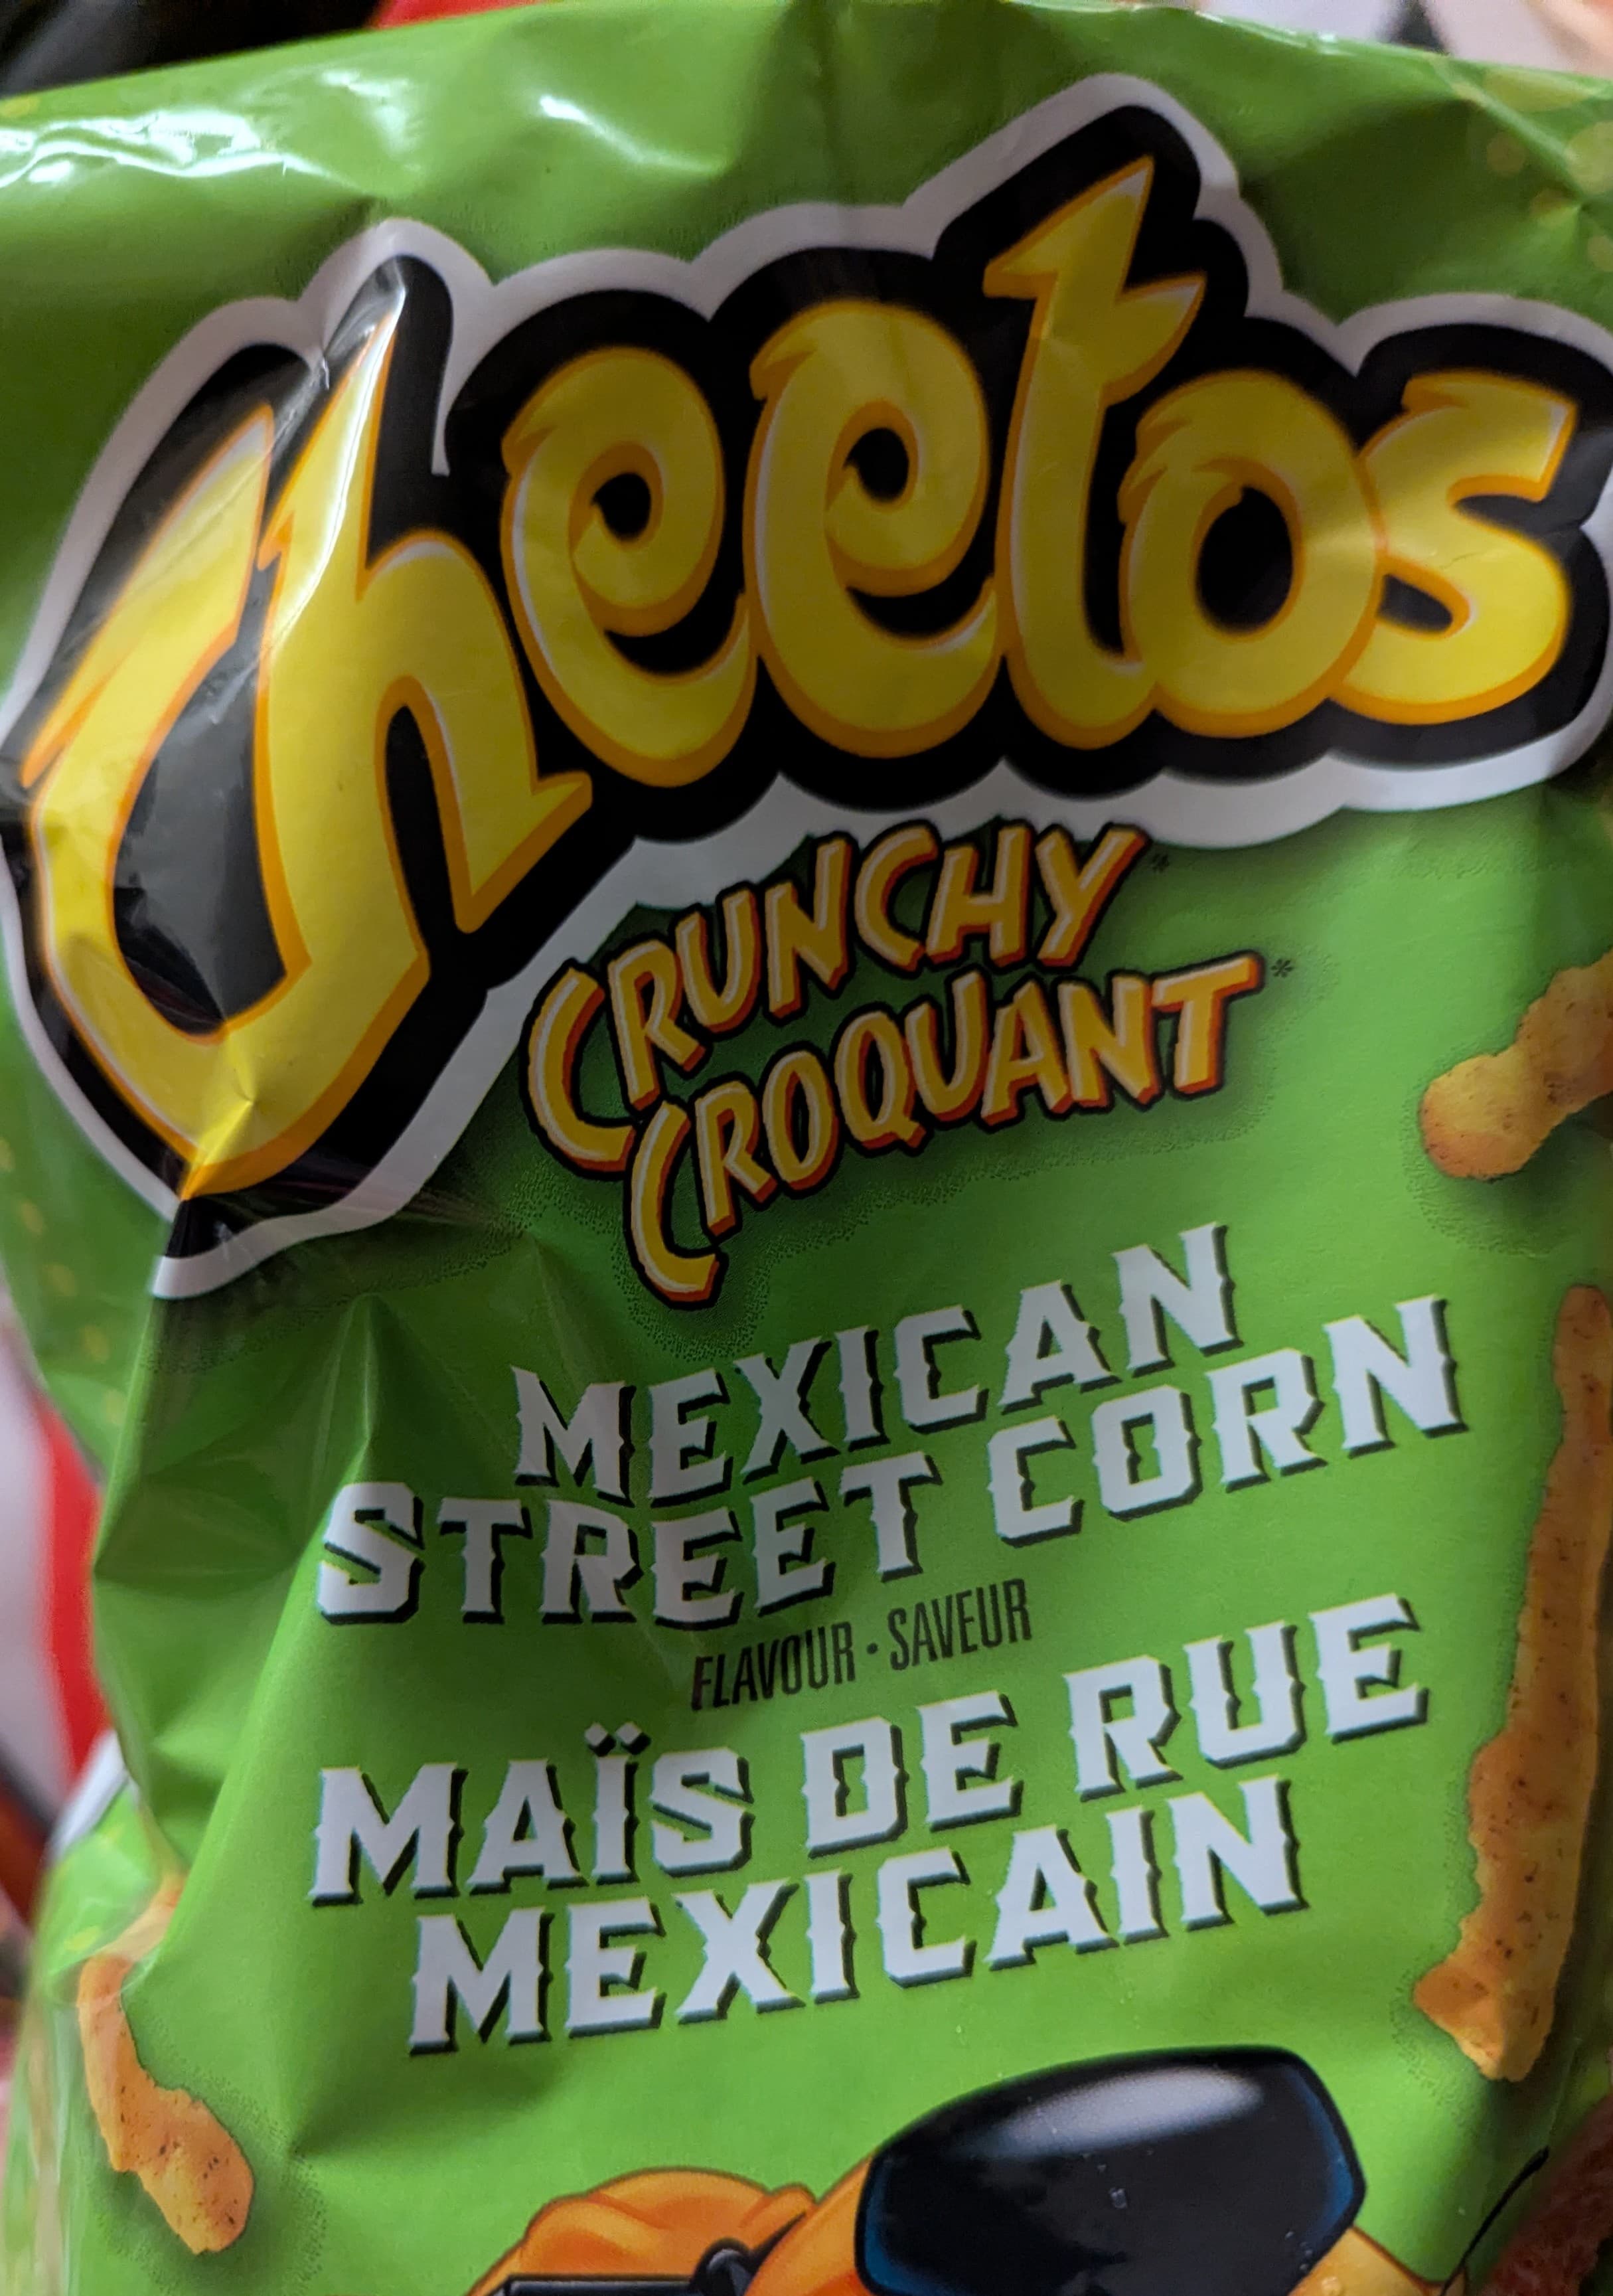 Cheetos
CRUNCHY*
CROQUANT*
MEXICAN
STREET CORN
FLAVOUR • SAVEUR
MAÏS DE RUE
MEXICAIN